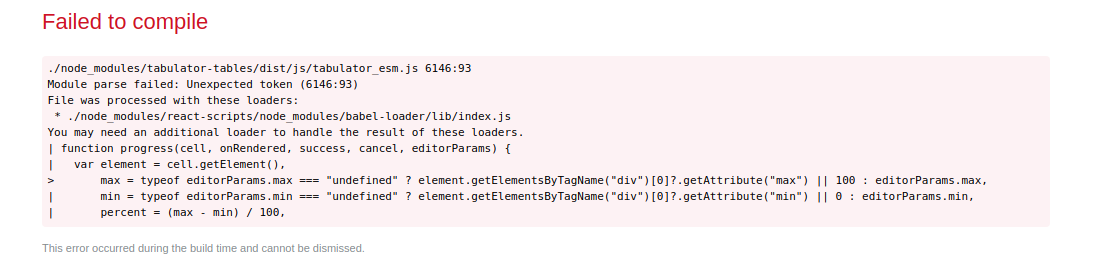 Failed to compile
./node_modules/tabulator-tables/dist/js/tabulator_esm.js 6146:93
Module parse failed: Unexpected token (6146:93)
File was processed with these loaders:
 * ./node_modules/react-scripts/node_modules/babel-loader/lib/index.js
You may need an additional loader to handle the result of these loaders.
| function progress(cell, onRendered, success, cancel, editorParams) {
|   var element = cell.getElement(),
>       max = typeof editorParams.max === "undefined" ? element.getElementsByTagName("div")[0]?.getAttribute("max") || 100 : editorParams.max,
|       min = typeof editorParams.min === "undefined" ? element.getElementsByTagName("div")[0]?.getAttribute("min") || 0 : editorParams.min,
|       percent = (max - min) / 100,
This error occurred during the build time and cannot be dismissed.